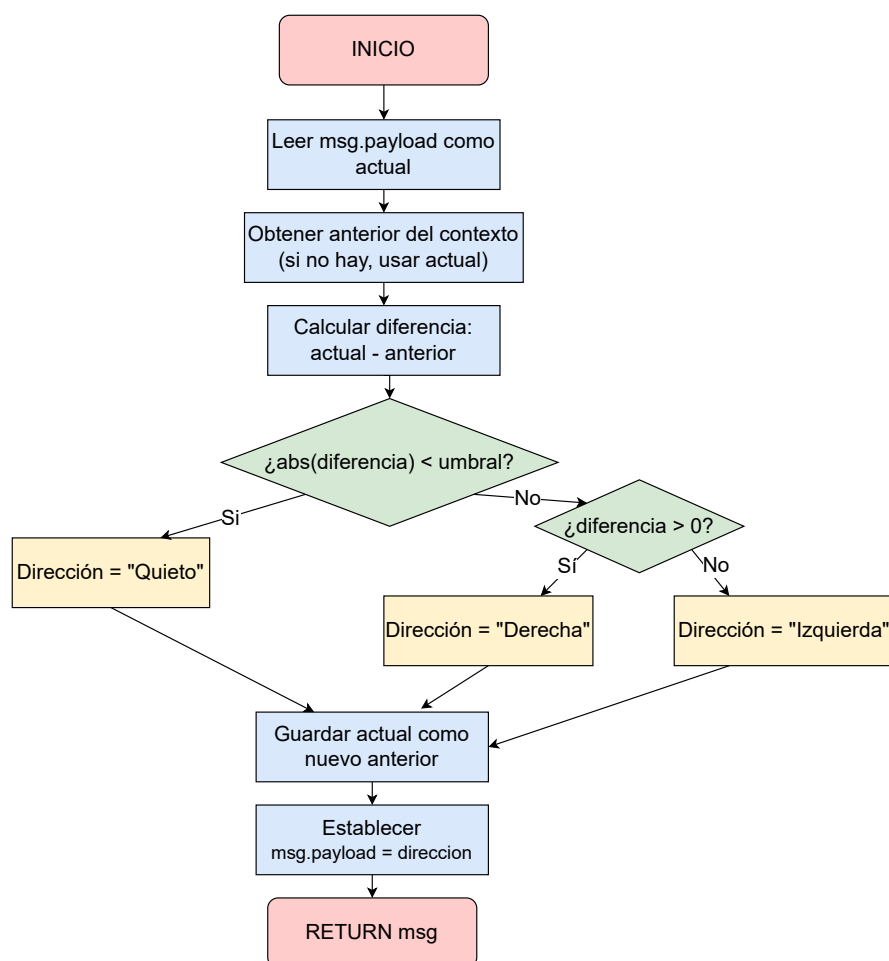 INICIO
Leer msg.payload como
actual
Obtener anterior del contexto
(si no hay, usar actual)
Calcular diferencia:
actual - anterior
¿abs(diferencia) < umbral?
Si
No
¿diferencia > 0?
Sí
No
Dirección = "Quieto"
Dirección = "Derecha"
Dirección = "Izquierda"
Guardar actual como
nuevo anterior
Establecer
msg.payload = direccion
RETURN msg